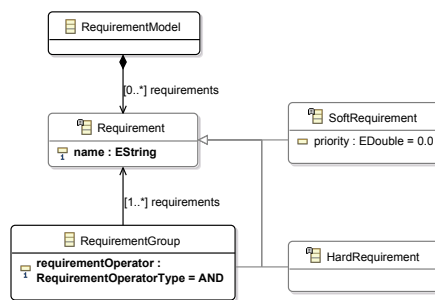 RequirementModel
[0..*] requirements
Requirement
name : EString
SoftRequirement
priority : EDouble = 0.0
[1..*] requirements
RequirementGroup
requirementOperator :
RequirementOperatorType = AND
HardRequirement